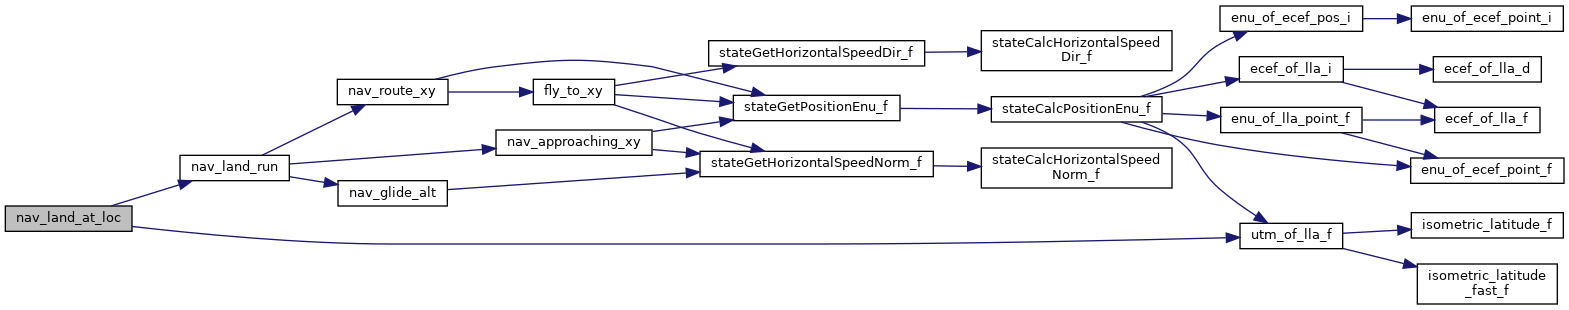 nav_land_at_loc
nav_land_run
nav_route_xy
nav_approaching_xy
nav_glide_alt
fly_to_xy
stateGetHorizontalSpeedDir_f
stateGetPositionEnu_f
stateGetHorizontalSpeedNorm_f
stateCalcHorizontalSpeed
Dir_f
stateCalcPositionEnu_f
stateCalcHorizontalSpeed
Norm_f
enu_of_ecef_pos_i
ecef_of_lla_i
enu_of_lla_point_f
utm_of_lla_f
enu_of_ecef_point_i
ecef_of_lla_d
ecef_of_lla_f
enu_of_ecef_point_f
isometric_latitude_f
isometric_latitude
_fast_f